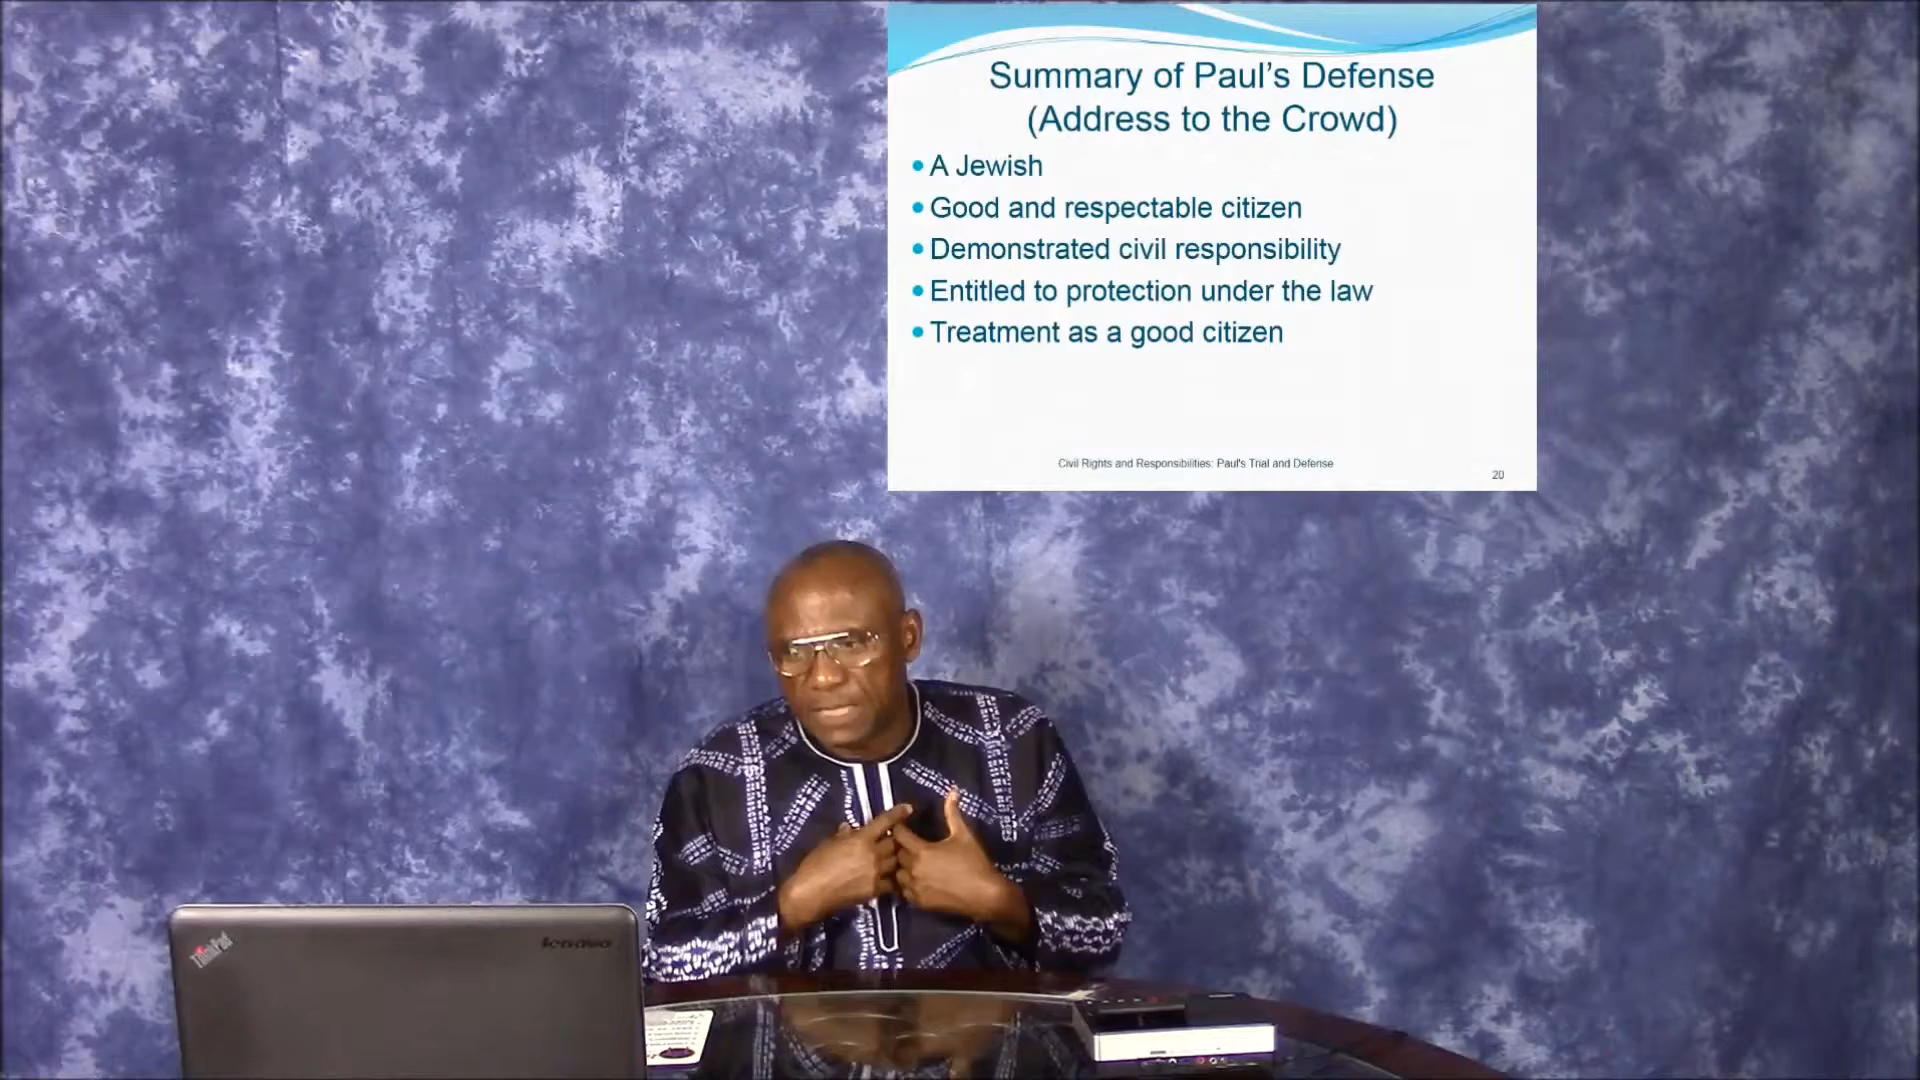 Summary of Paul's Defense
(Address to the Crowd)
A Jewish
Good and respectable citizen
Demonstrated civil responsibility
Entitled to protection under the law
Treatment as a good citizen
Civil Rights and Responsibilities: Paul's Trial and Defense
20
ThinkPad
lenovo